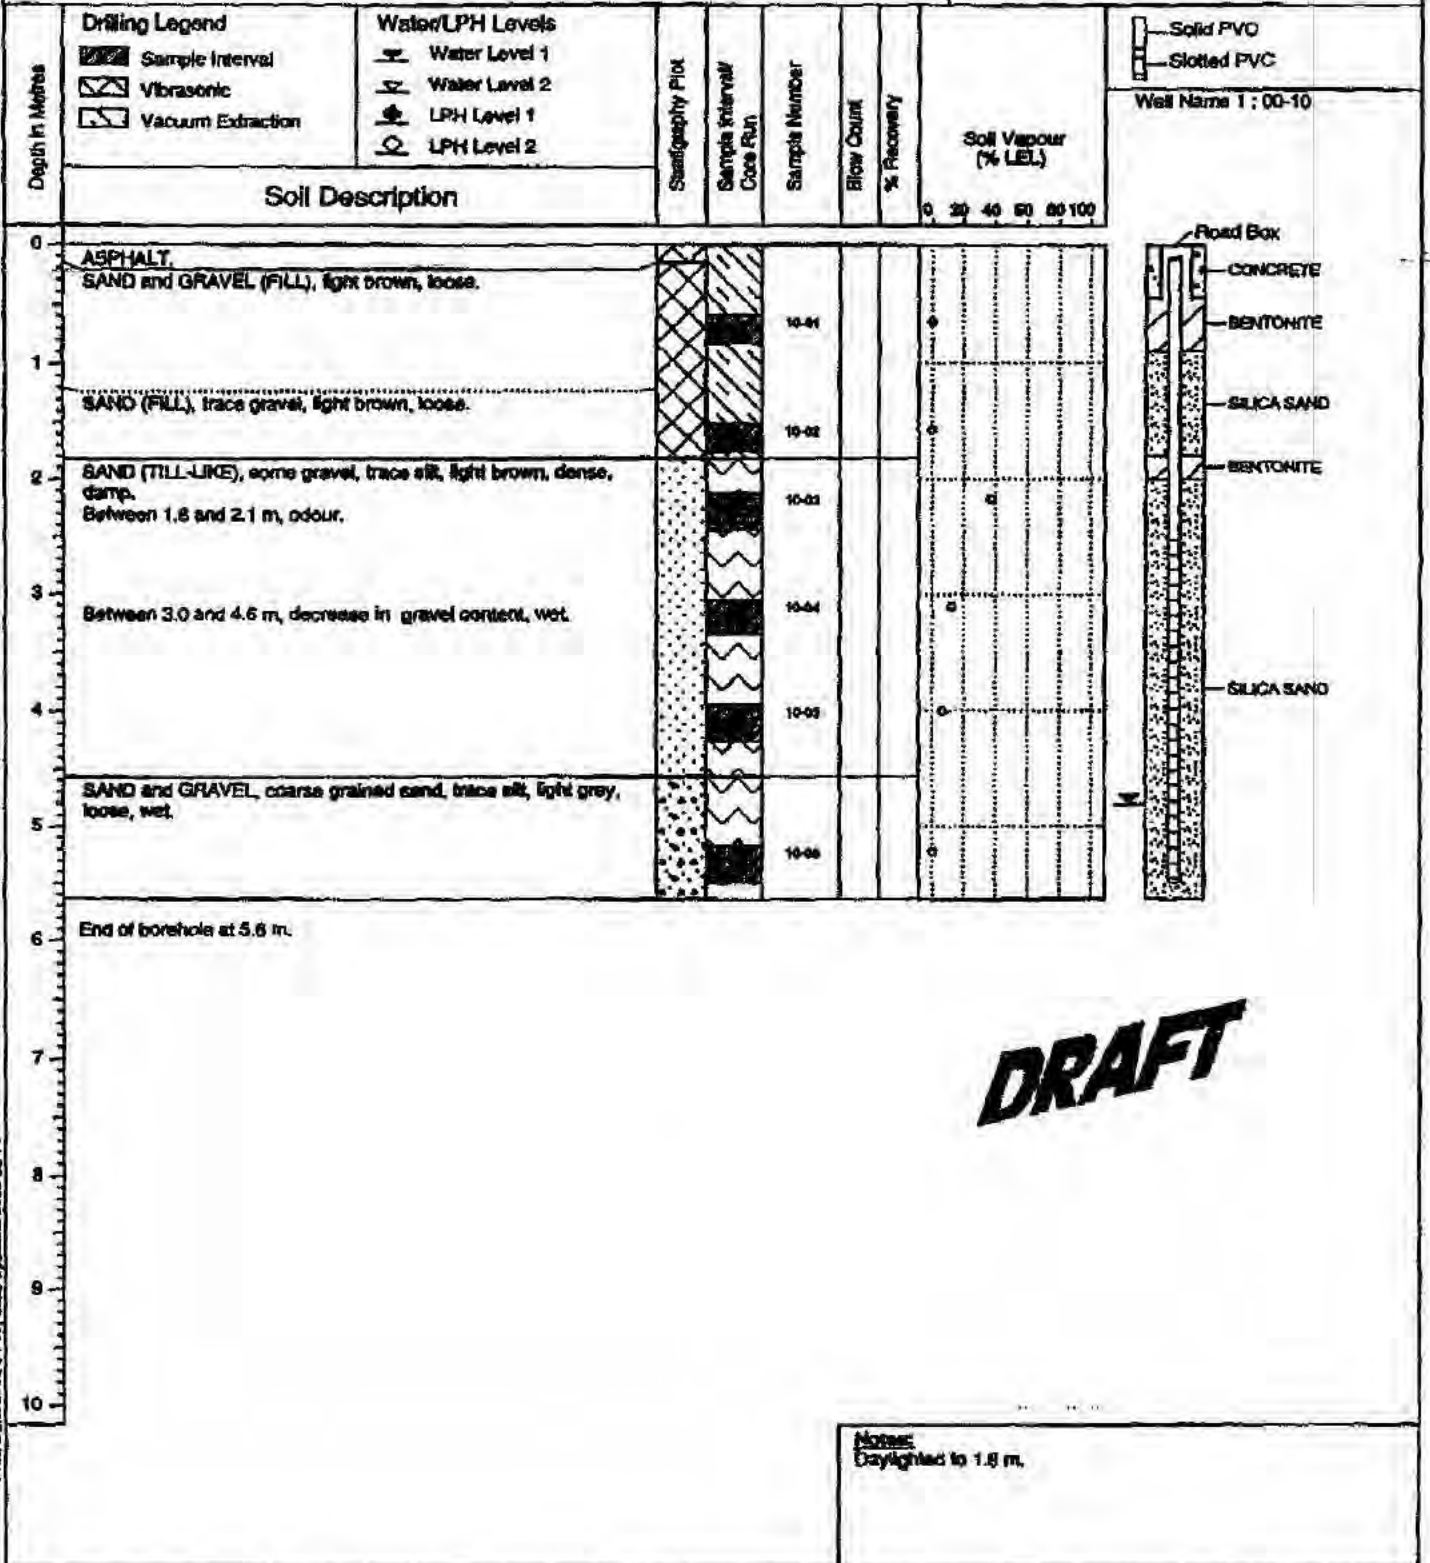 Drilling Legend
Sample Interval
Vibrasonic
Vacuum Extraction
Water/LPH Levels
Water Level 1
Water Level 2
LPH Level 1
LPH Level 2
Solid PVC
Slotted PVC
Well Name 1 : 00-10
Depth in Metres
Soil Description
Stratigraphy Plot
Sample Interval/
Core Run
Sample Number
Blow Count
% Recovery
Soil Vapour
(% LEL)
0 20 40 60 80 100
Road Box
0
ASPHALT.
CONCRETE
SAND and GRAVEL (FILL), light brown, loose.
10-01
BENTONITE
1
SAND (FILL), trace gravel, light brown, loose.
SILICA SAND
10-02
2
SAND (TILL-LIKE), some gravel, trace silt, light brown, dense,
damp.
BENTONITE
10-03
Between 1.8 and 2.1 m, odour.
3
10-04
Between 3.0 and 4.6 m, decrease in gravel content, wet.
SILICA SAND
4
10-05
SAND and GRAVEL, coarse grained sand, trace silt, light grey,
loose, wet.
5
10-06
End of borehole at 5.6 m.
6
7
DRAFT
8
9
10
Notes:
Daylighted to 1.8 m.